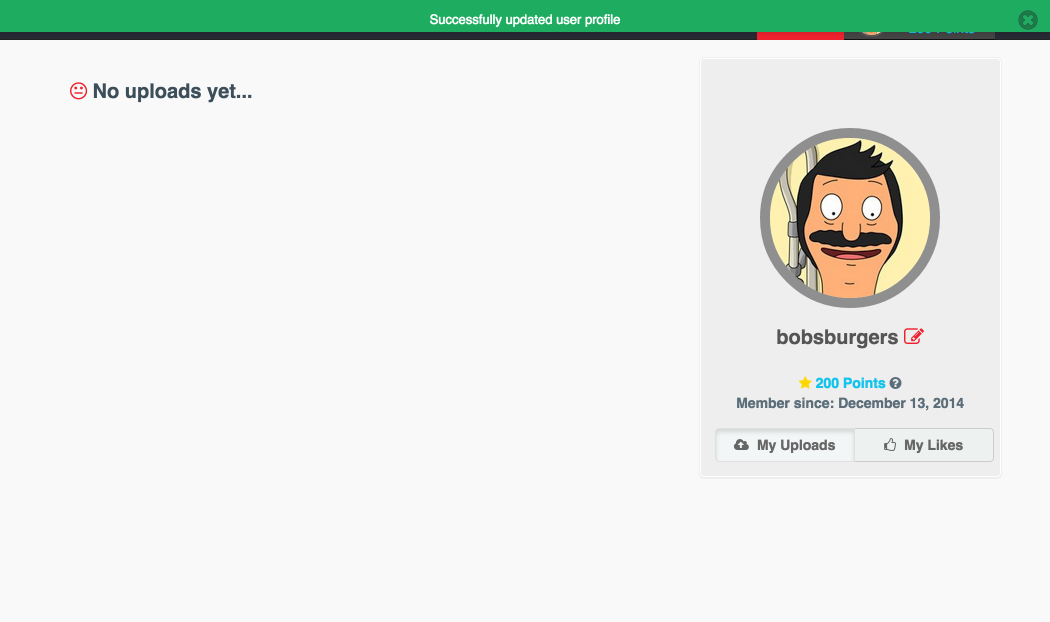 Successfully updated user profile
No uploads yet...
bobsburgers
200 Points
Member since: December 13, 2014
My Uploads
My Likes